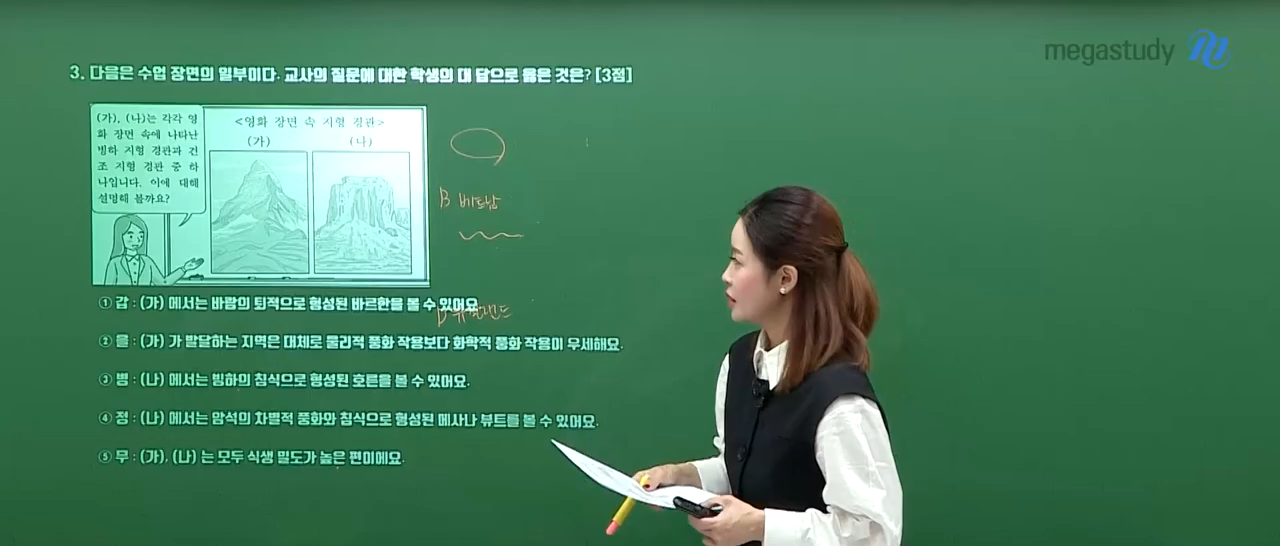 megastudy
3. 다음은 수업 장면의 일부이다. 교사의 질문에 대한 학생의 대 답으로 옳은 것은? [3점]
(가), (나)는 각각 영
화 장면 속에 나타난
빙하 지형 경관과 건
조 지형 경관 중 하
나입니다. 이에 대해
설명해 볼까요?
<영화 장면 속 지형 경관>
(가) (나)
B 베트남
① 갑 : (가) 에서는 바람의 퇴적으로 형성된 바르한을 볼 수 있어요.
D 뉴질랜드
② 을 : (가) 가 발달하는 지역은 대체로 물리적 풍화 작용보다 화학적 풍화 작용이 우세해요.
③ 병 : (나) 에서는 빙하의 침식으로 형성된 호른을 볼 수 있어요.
④ 정 : (나) 에서는 암석의 차별적 풍화와 침식으로 형성된 메사나 뷰트를 볼 수 있어요.
⑤ 무 : (가), (나) 는 모두 식생 밀도가 높은 편이에요.